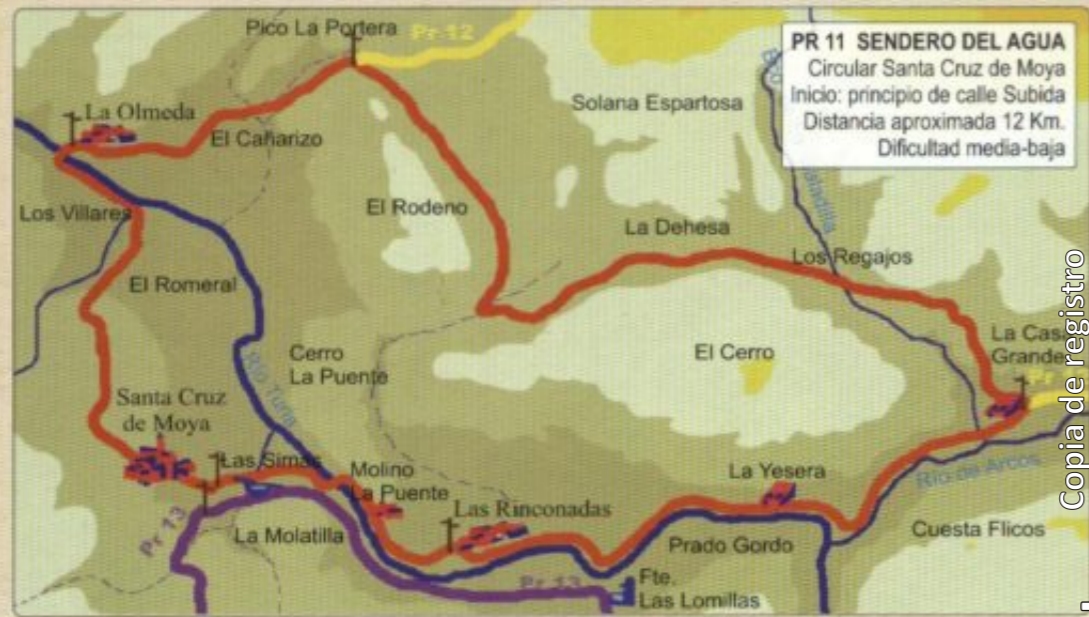 Pico La Portera
Pr 12
PR 11 SENDERO DEL AGUA
Circular Santa Cruz de Moya
Inicio: principio de calle Subida
Distancia aproximada 12 Km.
Dificultad media-baja
La Olmeda
El Cañarizo
Solana Espartosa
Los Villares
El Rodeno
La Dehesa
Los Regajos
El Romeral
La Casa
Grande
El Cerro
Cerro
La Puente
Río Turia
Santa Cruz
de Moya
Las Simas
Molino
La Puente
La Yesera
Río de Arcos
Las Rinconadas
Pr 13
La Molatilla
Prado Gordo
Cuesta Flicos
Pr 13
Fte.
Las Lomillas
Copia de registro